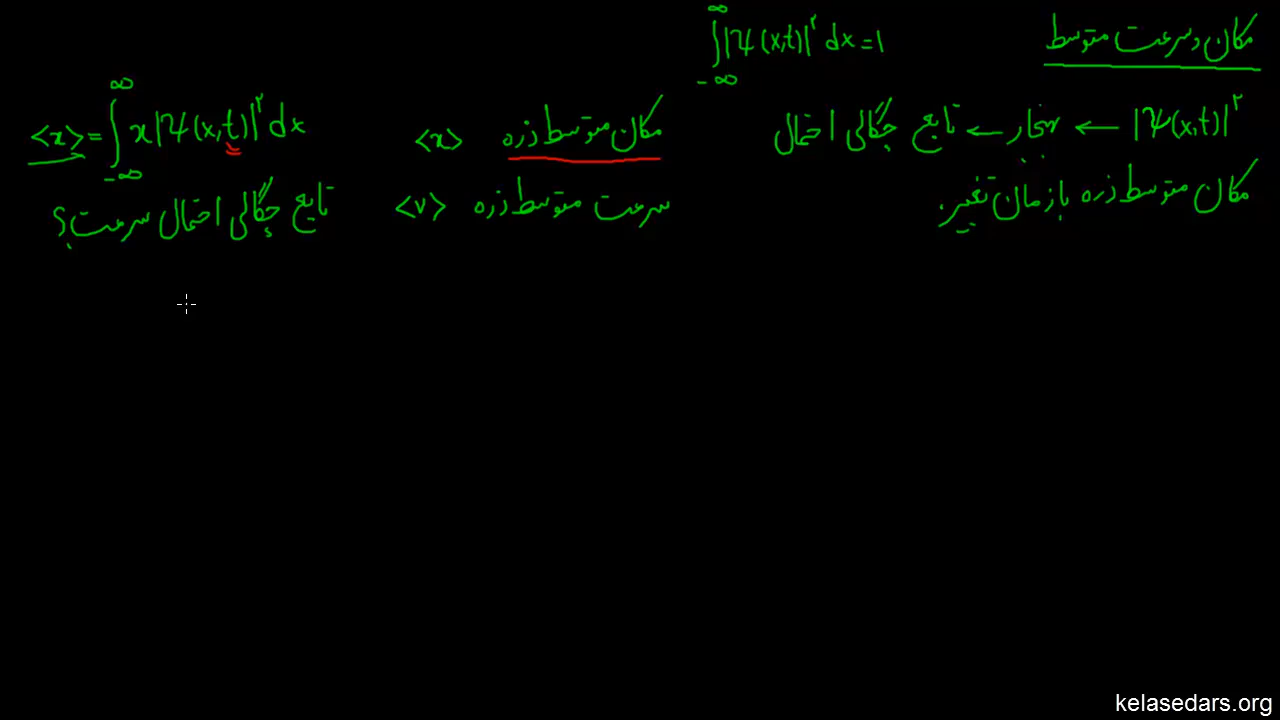 مکان و سرعت متوسط
∫_{-∞}^{∞} |Ψ(x,t)|² dx = 1
|Ψ(x,t)|² ← بهنجار ← تابع چگالی احتمال
مکان متوسط ذره با زمان تغییر.
مکان متوسط ذره <x>
<x> = ∫_{-∞}^{∞} x |Ψ(x,t)|² dx
سرعت متوسط ذره <v>
تابع چگالی احتمال سرعت؟
kelasedars.org